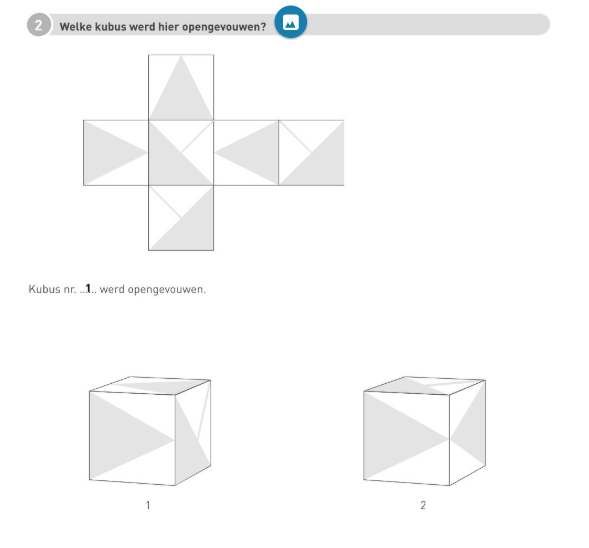 2 Welke kubus werd hier opengevouwen?
Kubus nr. ..1.. werd opengevouwen.
1 2